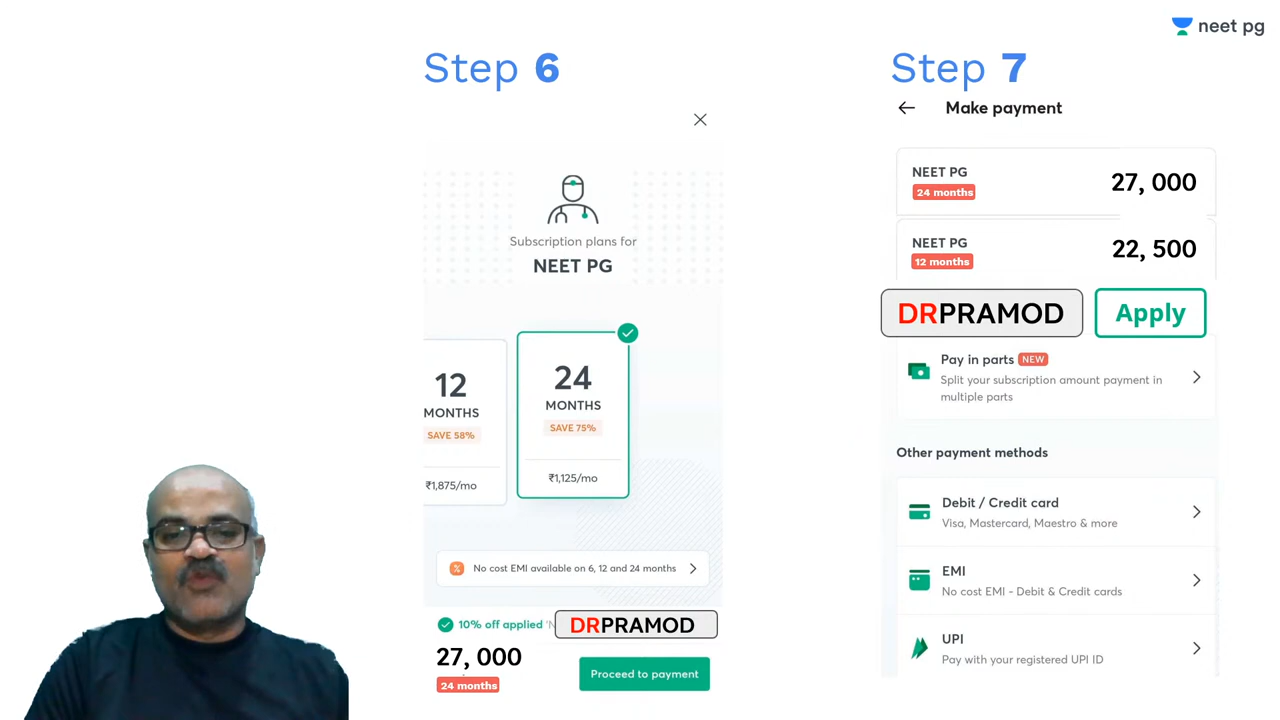 neet pg
Step 6
Subscription plans for
NEET PG
12
MONTHS
SAVE 58%
₹1,875/mo
24
MONTHS
SAVE 75%
₹1,125/mo
No cost EMI available on 6, 12 and 24 months
10% off applied 'N
DRPRAMOD
27, 000
24 months
Proceed to payment
Step 7
Make payment
NEET PG
24 months
27, 000
NEET PG
12 months
22, 500
DRPRAMOD
Apply
Pay in parts NEW
Split your subscription amount payment in
multiple parts
Other payment methods
Debit / Credit card
Visa, Mastercard, Maestro & more
EMI
No cost EMI - Debit & Credit cards
UPI
Pay with your registered UPI ID